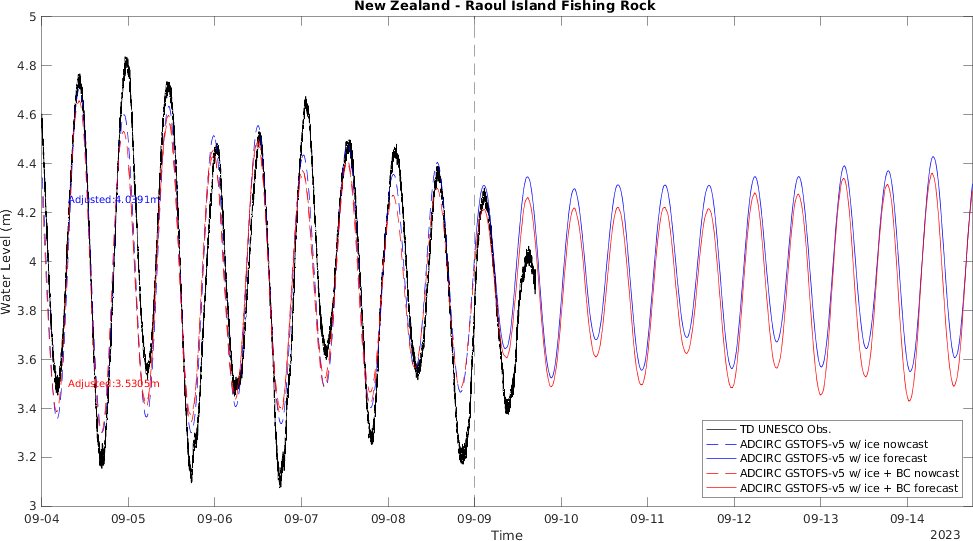 New Zealand - Raoul Island Fishing Rock
5
4.8
4.6
4.4
4.2
4
3.8
3.6
3.4
3.2
3
Water Level (m)
Adjusted:4.0391m
Adjusted:3.5305m
TD UNESCO Obs.
ADCIRC GSTOFS-v5 w/ ice nowcast
ADCIRC GSTOFS-v5 w/ ice forecast
ADCIRC GSTOFS-v5 w/ ice + BC nowcast
ADCIRC GSTOFS-v5 w/ ice + BC forecast
09-04 09-05 09-06 09-07 09-08 09-09 09-10 09-11 09-12 09-13 09-14
Time
2023